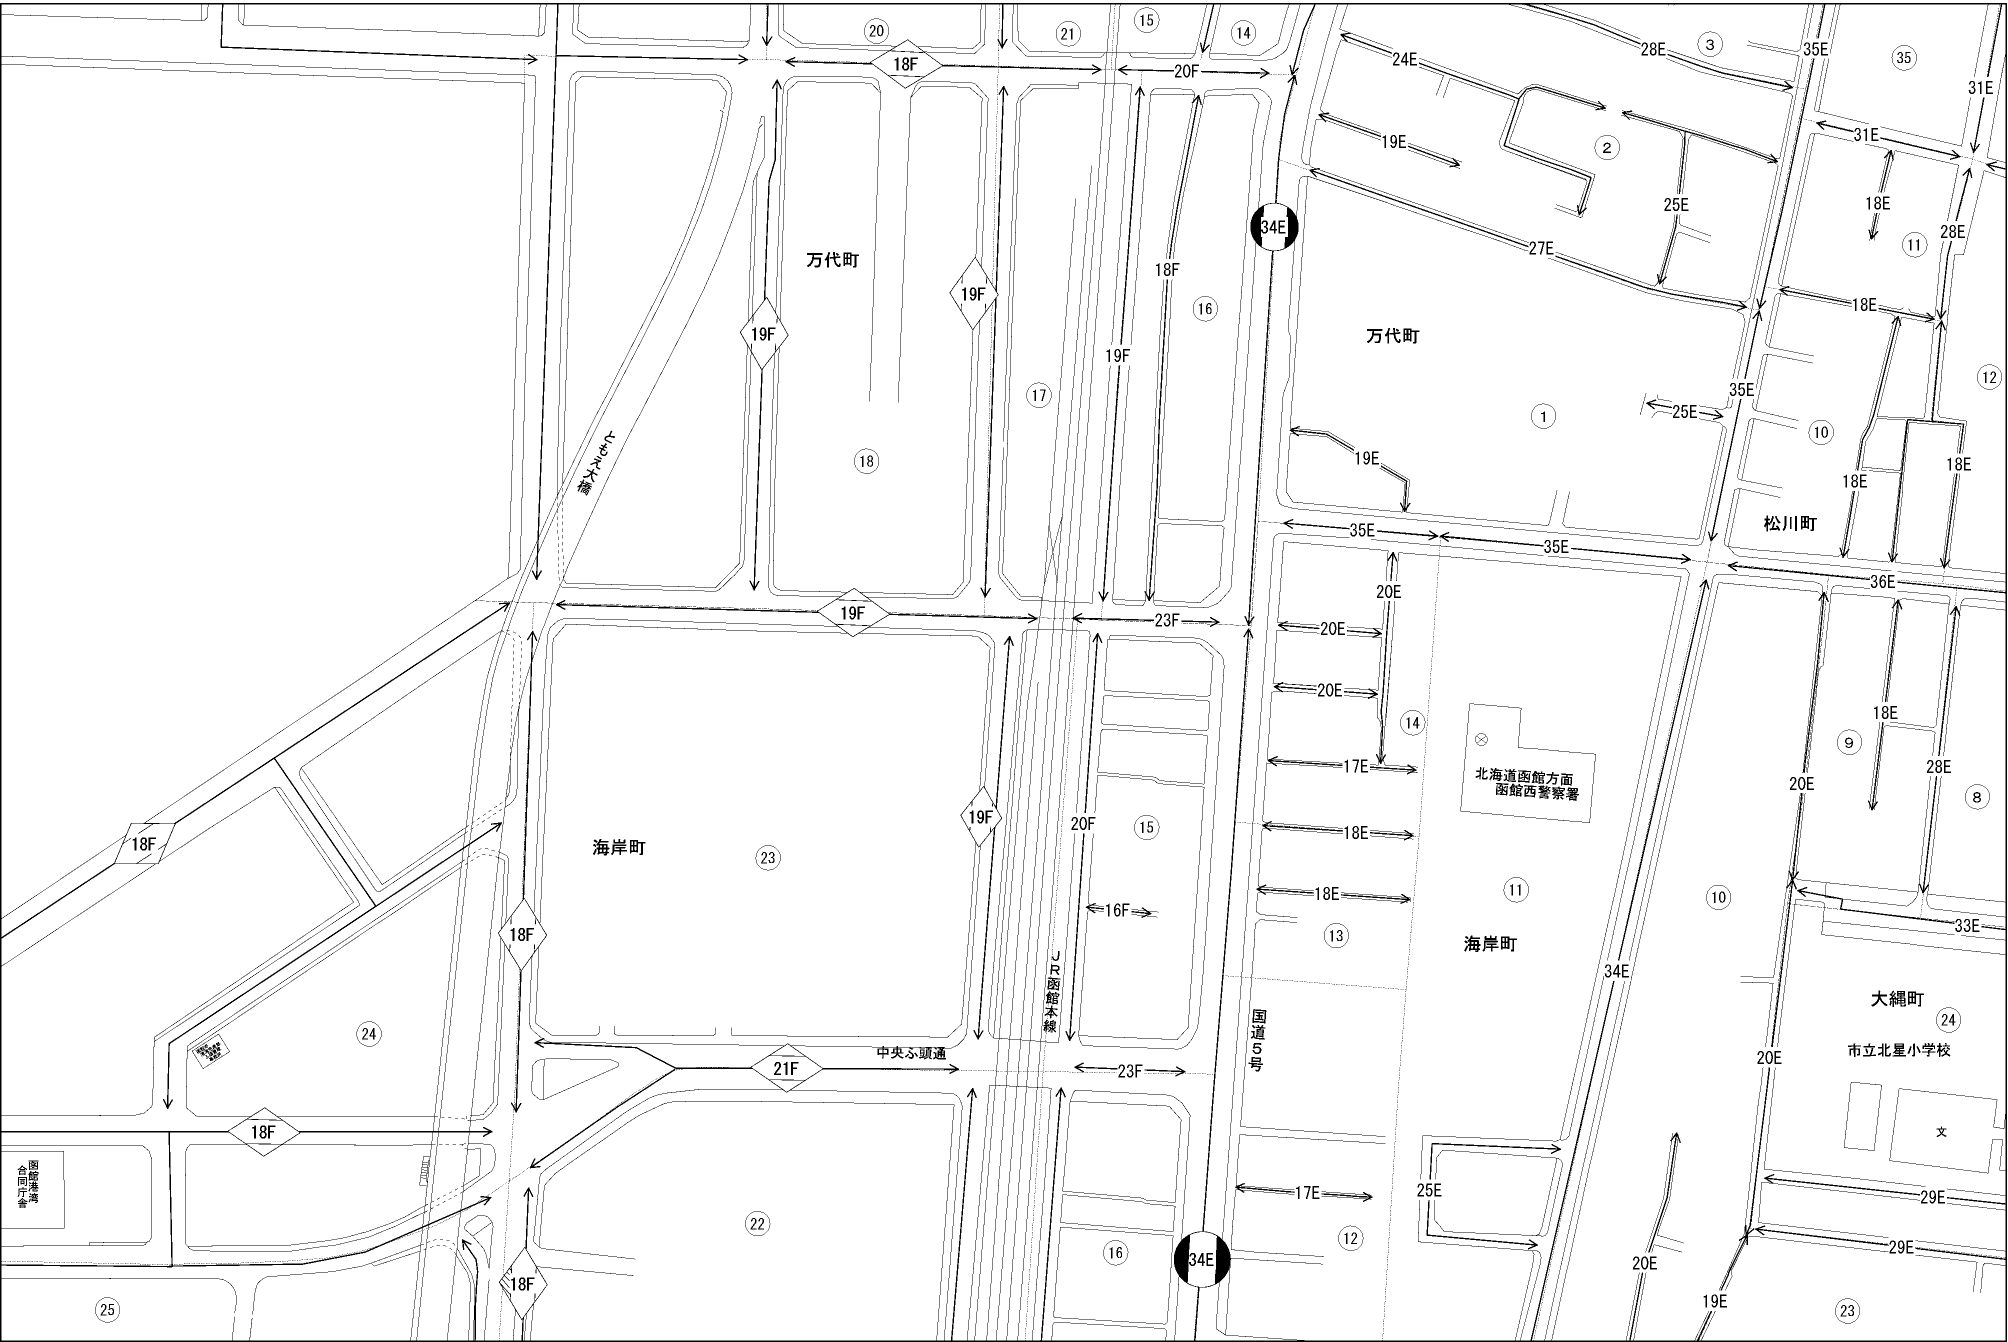 20
21
15
14
3
35
18F
20F
24E
28E
35E
31E
19E
2
31E
25E
18E
11
28E
34E
27E
万代町
19F
19F
18F
16
19F
17
18
万代町
1
19E
25E
35E
18E
10
12
18E
18E
松川町
ともえ大橋
35E
35E
36E
19F
23F
20E
20E
20E
14
17E
北海道函館方面
函館西警察署
18E
18E
13
11
海岸町
20E
9
18E
28E
8
10
33E
34E
18F
海岸町
23
19F
20F
15
16F
18F
24
JR函館本線
国道5号
中央ふ頭通
21F
23F
大縄町
24
市立北星小学校
文
20E
18F
函館港湾
合同庁舎
25
18F
22
16
34E
17E
12
25E
20E
19E
29E
29E
23